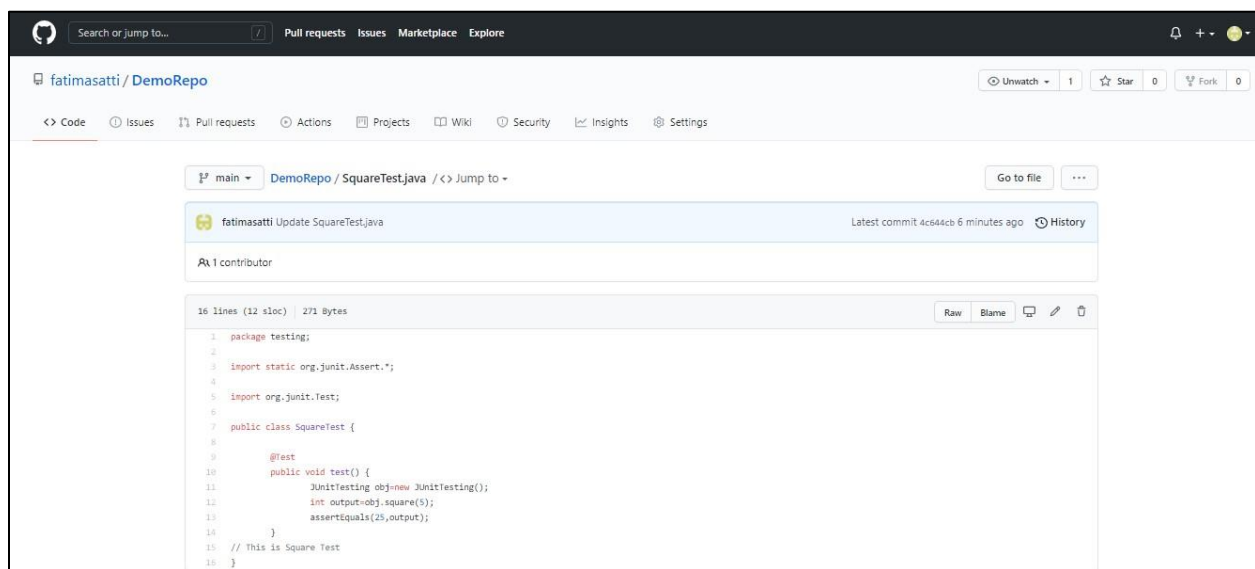 Search or jump to... / Pull requests Issues Marketplace Explore
fatimasatti / DemoRepo Unwatch 1 Star 0 Fork 0
<> Code Issues Pull requests Actions Projects Wiki Security Insights Settings
main DemoRepo / SquareTest.java / <> Jump to Go to file ...
fatimasatti Update SquareTest.java Latest commit 4c644cb 6 minutes ago History
1 contributor
16 lines (12 sloc) 271 Bytes Raw Blame
1 package testing;
2
3 import static org.junit.Assert.*;
4
5 import org.junit.Test;
6
7 public class SquareTest {
8
9 @Test
10 public void test() {
11 JUnitTesting obj=new JUnitTesting();
12 int output=obj.square(5);
13 assertEquals(25,output);
14 }
15 // This is Square Test
16 }